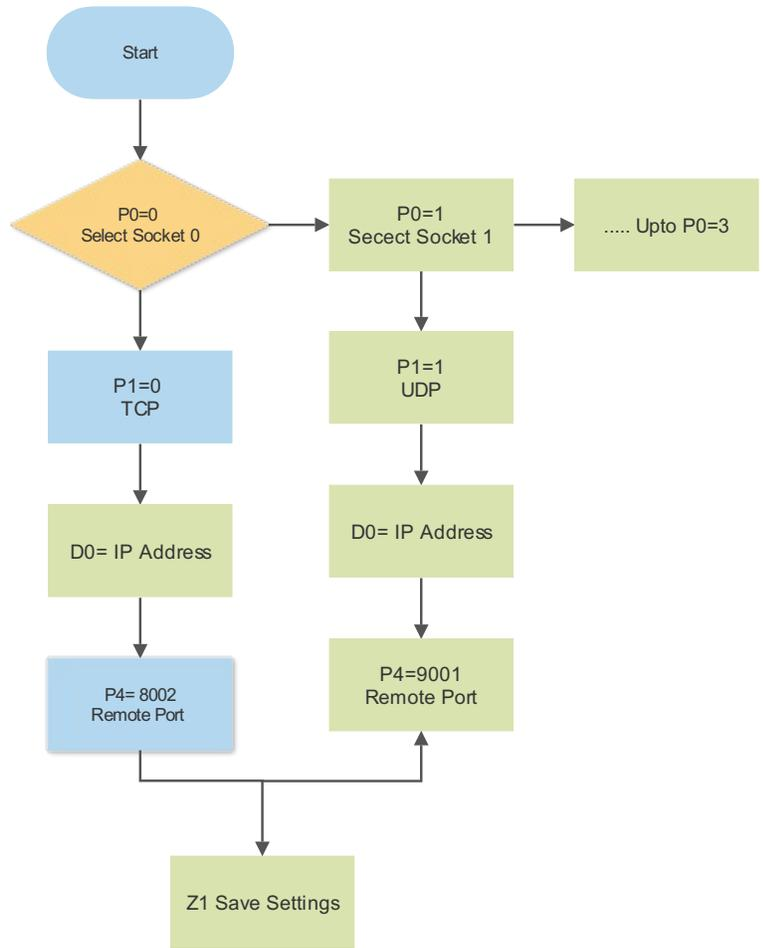 Start
P0=0
Select Socket 0
P0=1
Secect Socket 1
..... Upto P0=3
P1=0
TCP
P1=1
UDP
D0= IP Address
D0= IP Address
P4= 8002
Remote Port
P4=9001
Remote Port
Z1 Save Settings